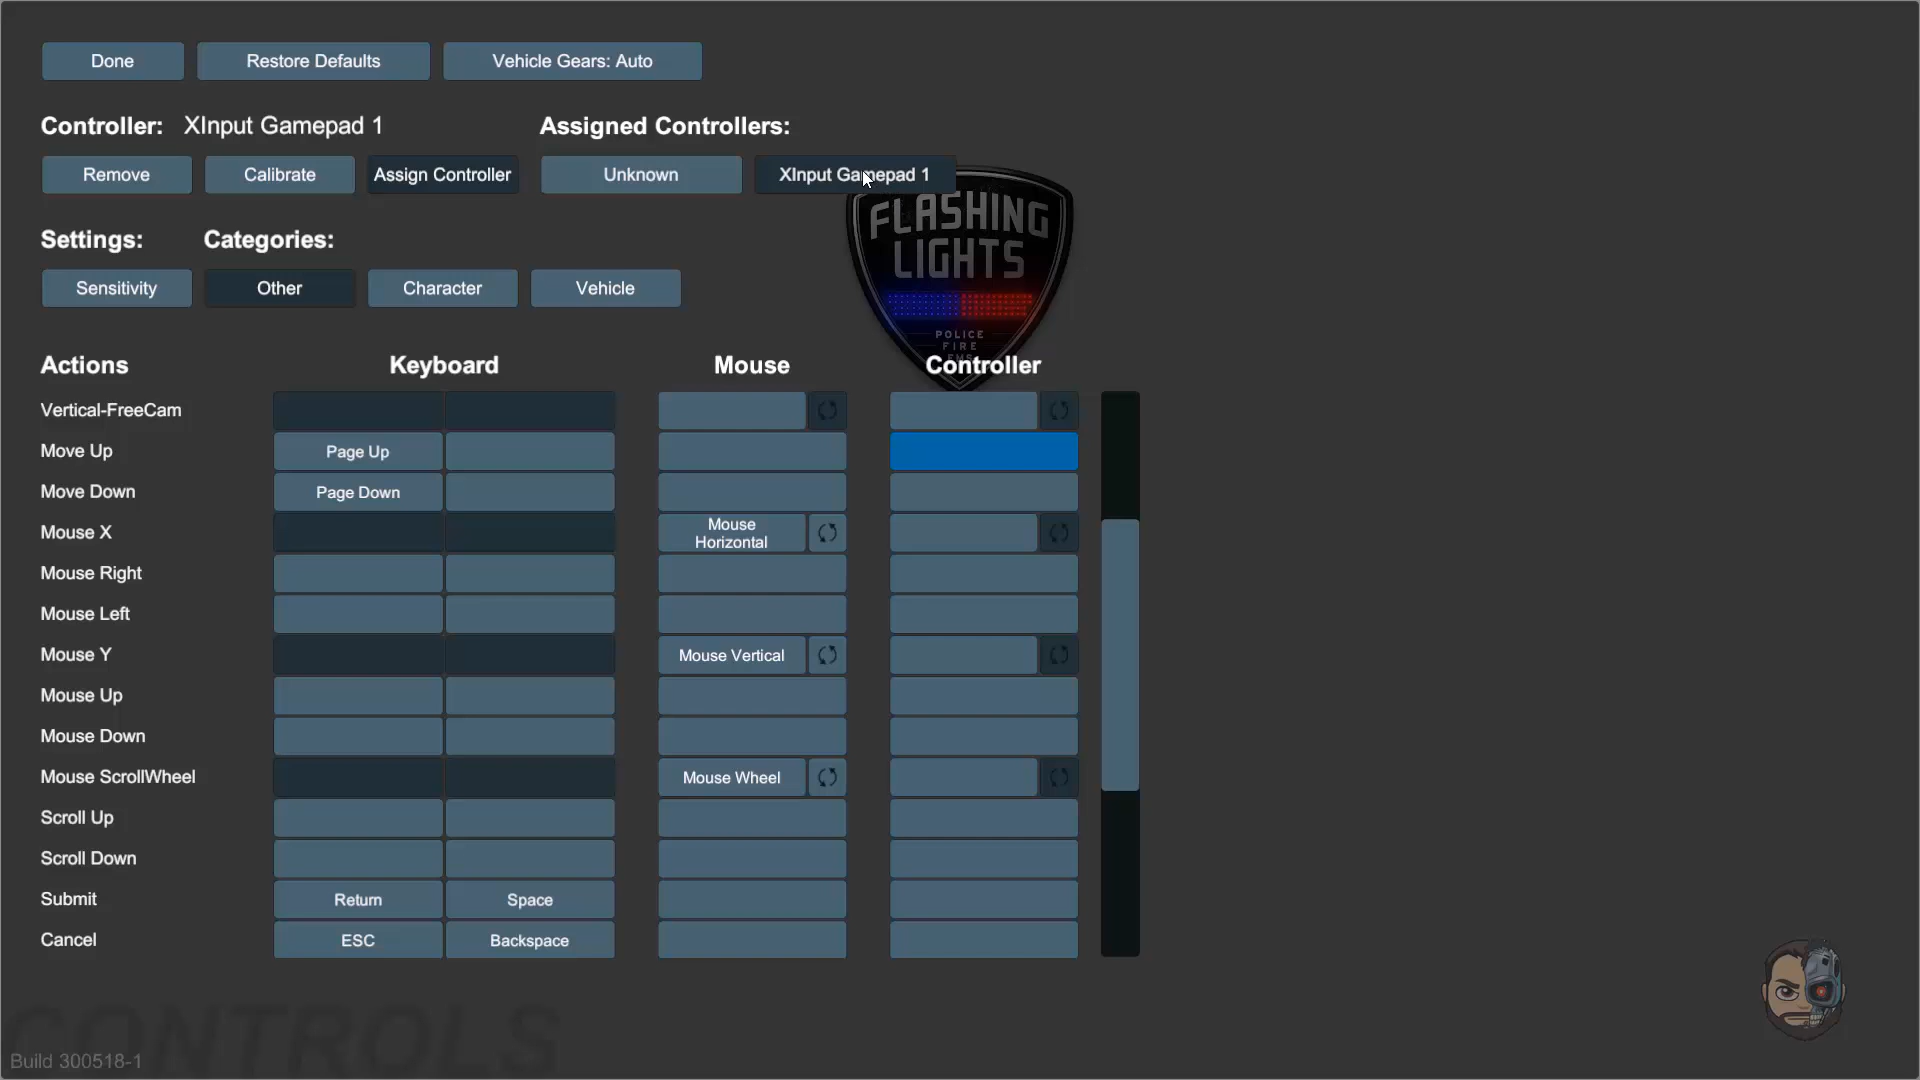 Done
Restore Defaults
Vehicle Gears: Auto
Controller: XInput Gamepad 1
Assigned Controllers:
Remove
Calibrate
Assign Controller
Unknown
XInput Gamepad 1
FLASHING
LIGHTS
POLICE
FIRE
EMS
Settings:
Categories:
Sensitivity
Other
Character
Vehicle
Actions
Keyboard
Mouse
Controller
Vertical-FreeCam
Move Up
Page Up
Move Down
Page Down
Mouse X
Mouse
Horizontal
Mouse Right
Mouse Left
Mouse Y
Mouse Vertical
Mouse Up
Mouse Down
Mouse ScrollWheel
Mouse Wheel
Scroll Up
Scroll Down
Submit
Return
Space
Cancel
ESC
Backspace
CONTROLS
Build 300518-1